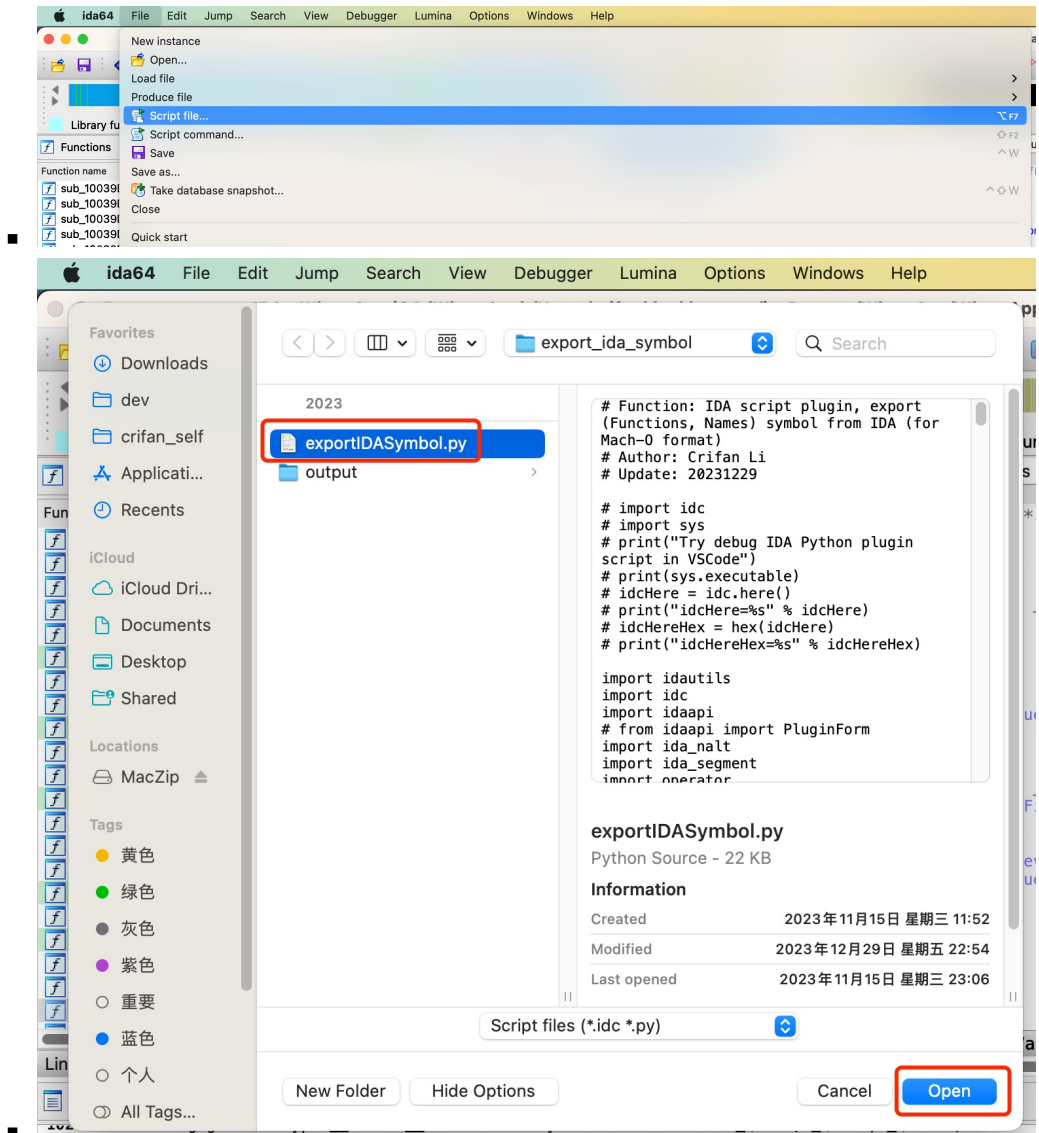 ida64 File Edit Jump Search View Debugger Lumina Options Windows Help
New instance
Open...
Load file
Produce file
Script file... ⌥ F7
Script command... ⇧ F2
Save ^ W
Save as...
Take database snapshot... ^ ⇧ W
Close
Quick start
Library fu
Functions
Function name
sub_10039
sub_10039
sub_10039
sub_10039
ida64 File Edit Jump Search View Debugger Lumina Options Windows Help
Favorites
Downloads
dev
crifan_self
Applicati...
Recents
iCloud
iCloud Dri...
Documents
Desktop
Shared
Locations
MacZip
Tags
黄色
绿色
灰色
紫色
重要
蓝色
个人
All Tags...
Fun
Lin
export_ida_symbol
Search
2023
exportIDASymbol.py
output
# Function: IDA script plugin, export
(Functions, Names) symbol from IDA (for
Mach-O format)
# Author: Crifan Li
# Update: 20231229
# import idc
# import sys
# print("Try debug IDA Python plugin
script in VSCode")
# print(sys.executable)
# idcHere = idc.here()
# print("idcHere=%s" % idcHere)
# idcHereHex = hex(idcHere)
# print("idcHereHex=%s" % idcHereHex)
import idautils
import idc
import idaapi
# from idaapi import PluginForm
import ida_nalt
import ida_segment
import operator
exportIDASymbol.py
Python Source - 22 KB
Information
Created 2023年11月15日 星期三 11:52
Modified 2023年12月29日 星期五 22:54
Last opened 2023年11月15日 星期三 23:06
Script files (*.idc *.py)
New Folder
Hide Options
Cancel
Open